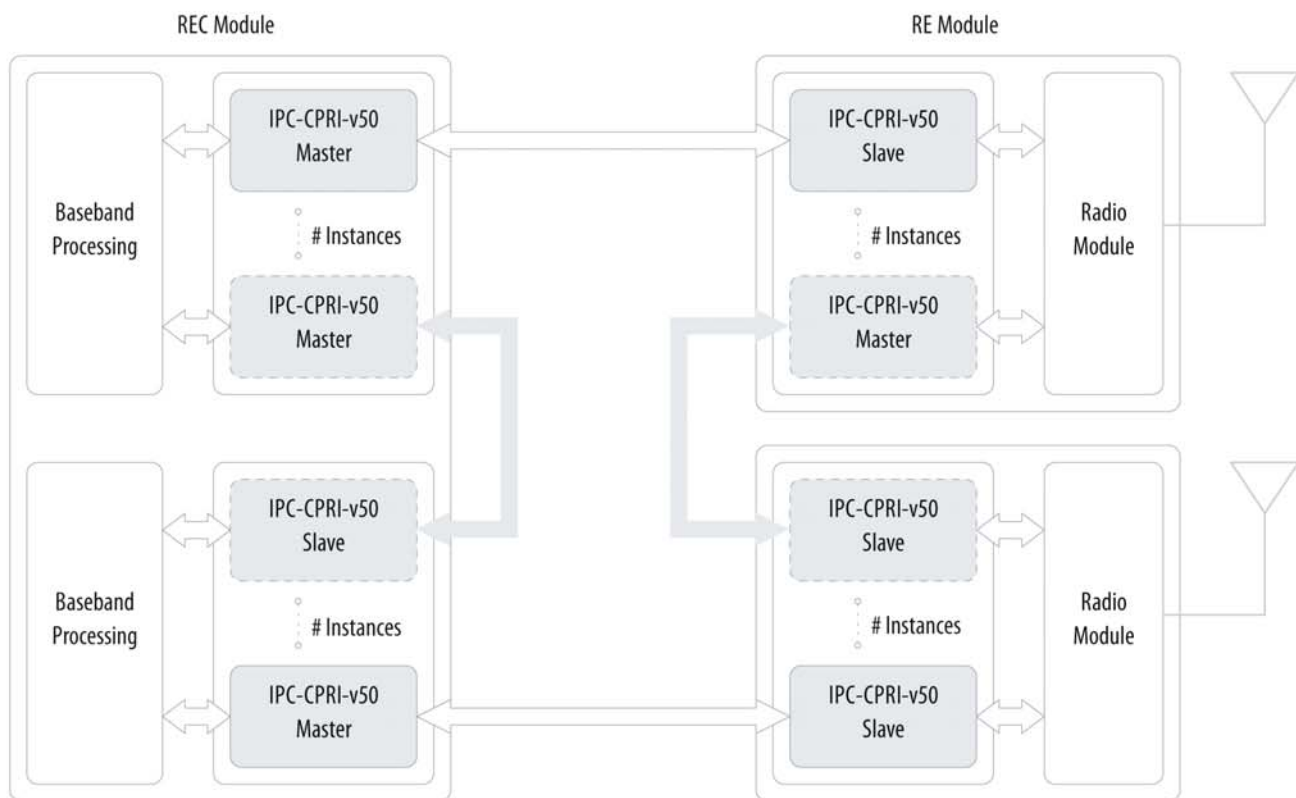 REC Module
RE Module
Baseband
Processing
IPC-CPRI-v50
Master
# Instances
IPC-CPRI-v50
Master
IPC-CPRI-v50
Slave
# Instances
IPC-CPRI-v50
Master
Radio
Module
Baseband
Processing
IPC-CPRI-v50
Slave
# Instances
IPC-CPRI-v50
Master
IPC-CPRI-v50
Slave
# Instances
IPC-CPRI-v50
Slave
Radio
Module